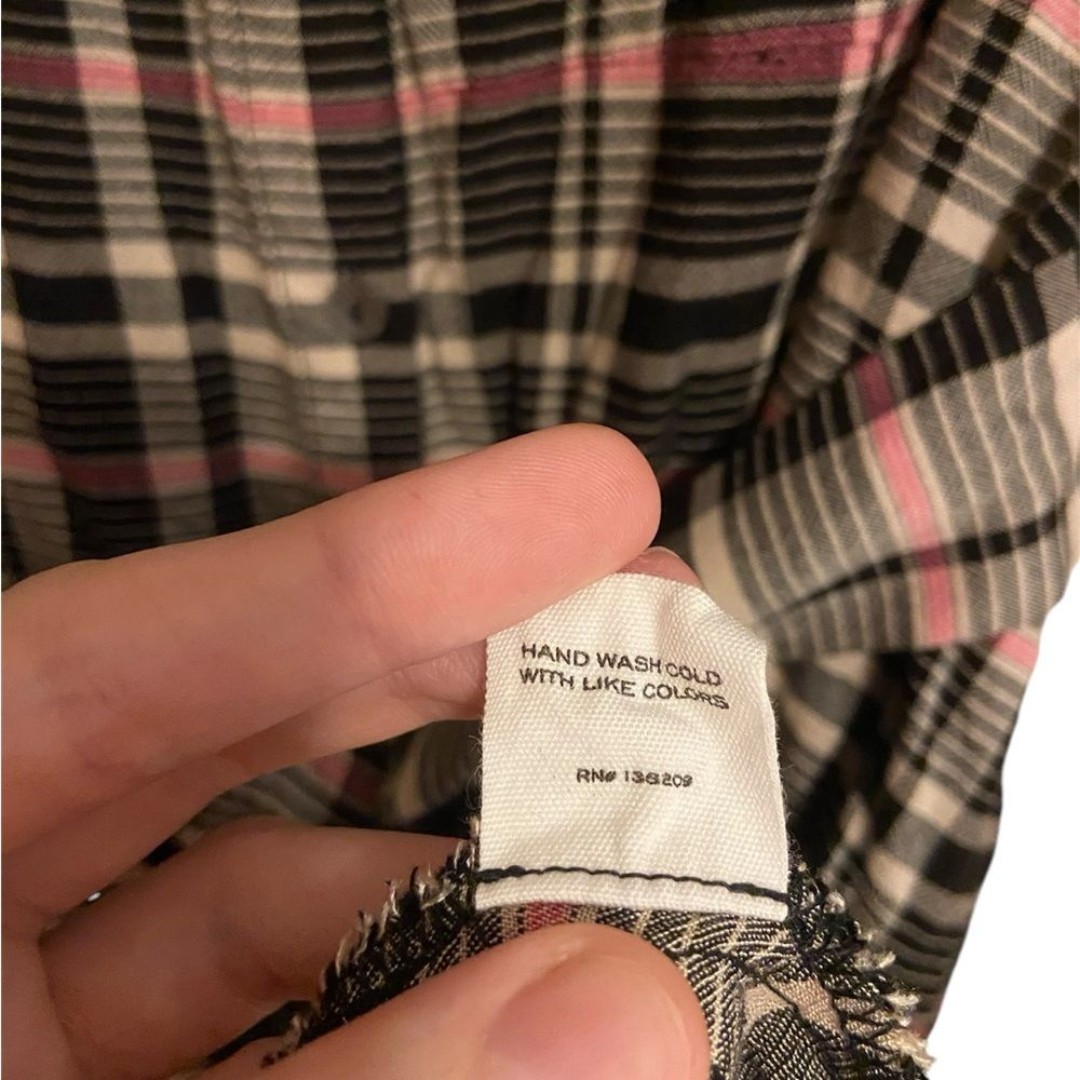 HAND WASH COLD
WITH LIKE COLORS
RN# 136209